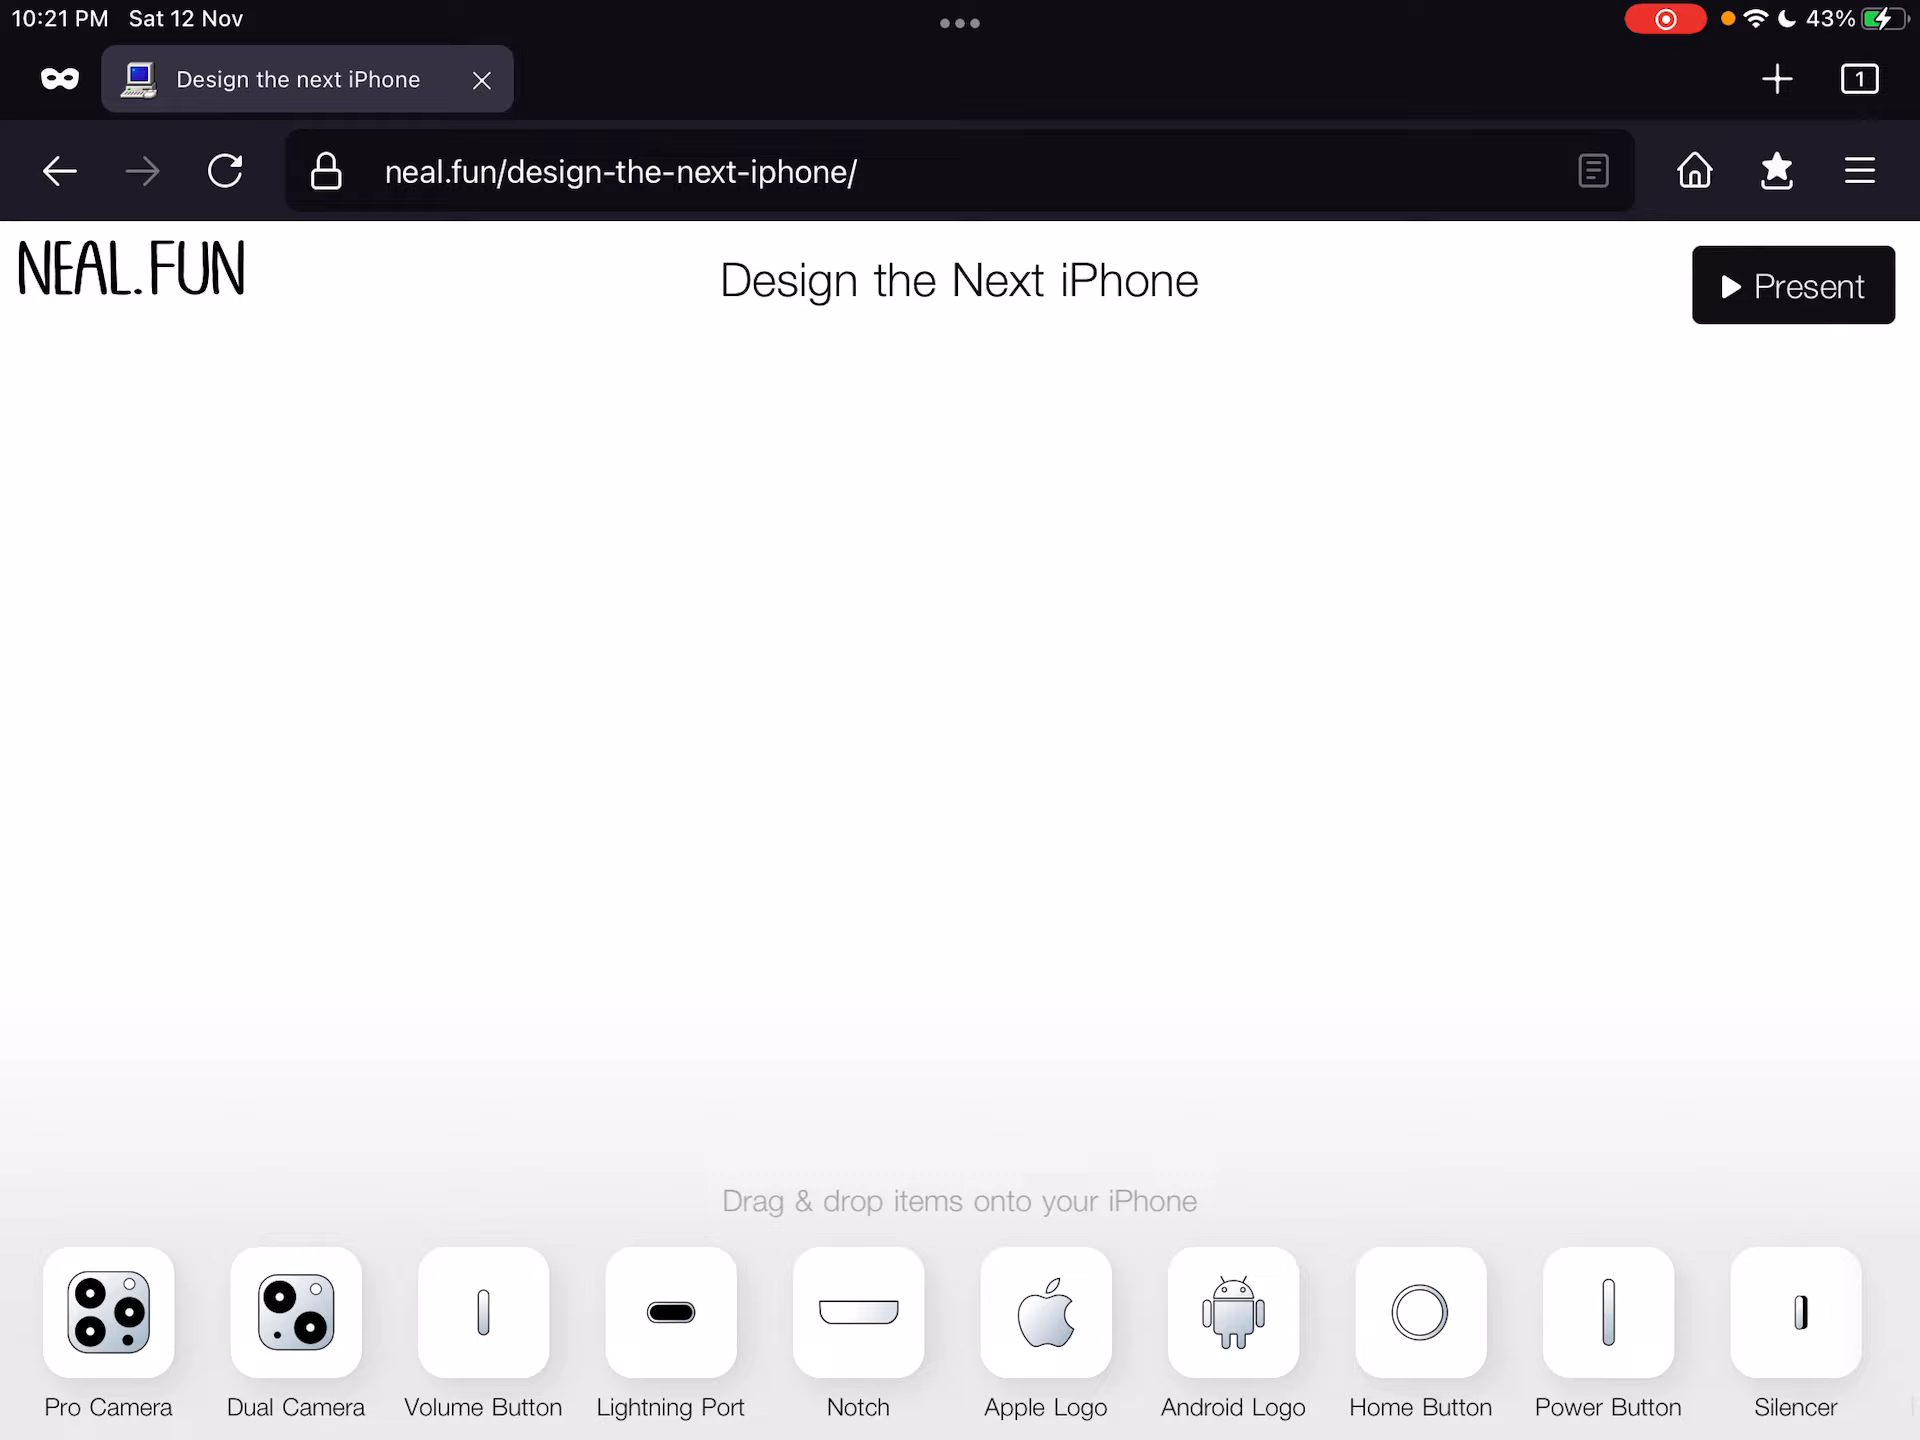 10:21 PM Sat 12 Nov
43%
Design the next iPhone
1
neal.fun/design-the-next-iphone/
NEAL.FUN
Design the Next iPhone
Present
Drag & drop items onto your iPhone
Pro Camera
Dual Camera
Volume Button
Lightning Port
Notch
Apple Logo
Android Logo
Home Button
Power Button
Silencer